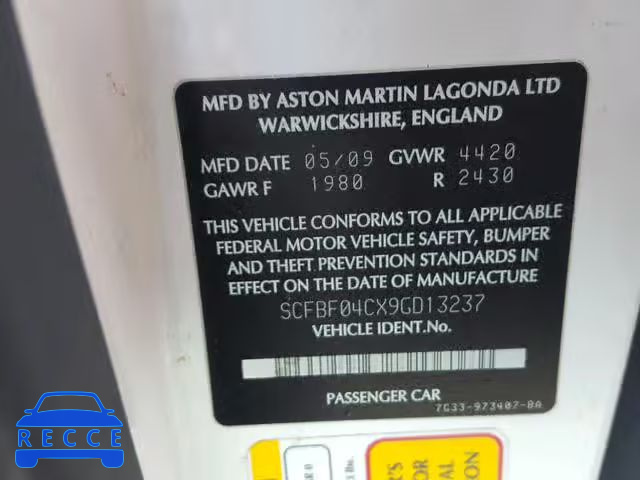 MFD BY ASTON MARTIN LAGONDA LTD
WARWICKSHIRE, ENGLAND
MFD DATE 05/09 GVWR 4420
GAWR F 1980 R 2430
THIS VEHICLE CONFORMS TO ALL APPLICABLE
FEDERAL MOTOR VEHICLE SAFETY, BUMPER
AND THEFT PREVENTION STANDARDS IN
EFFECT ON THE DATE OF MANUFACTURE.
SCFBF04CX9GD13237
VEHICLE IDENT.No.
PASSENGER CAR
7G33-973407-BA
RECCE